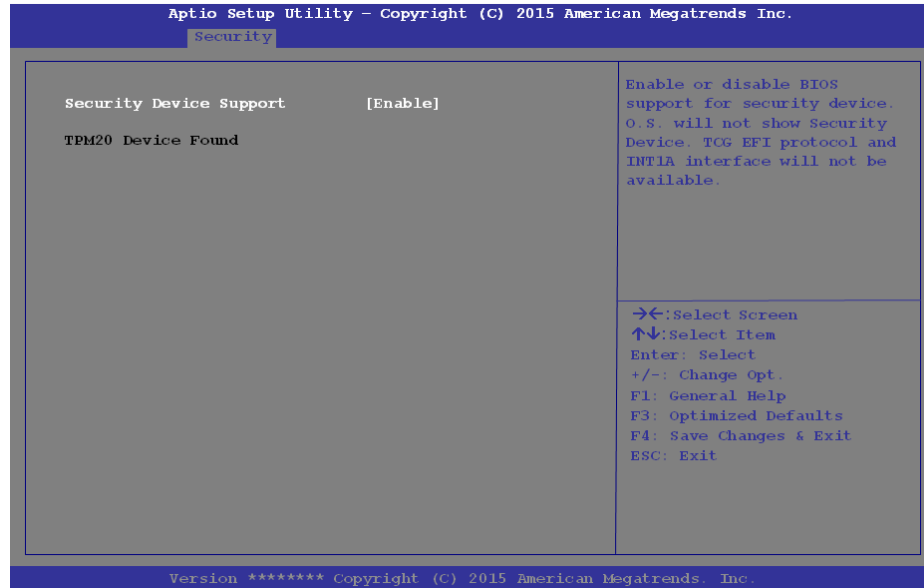 Aptio Setup Utility – Copyright (C) 2015 American Megatrends Inc.
Security
Security Device Support [Enable]
TPM20 Device Found
Enable or disable BIOS
support for security device.
O.S. will not show Security
Device. TCG EFI protocol and
INT1A interface will not be
available.
→←:Select Screen
↑↓:Select Item
Enter: Select
+/-: Change Opt.
F1: General Help
F3: Optimized Defaults
F4: Save Changes & Exit
ESC: Exit
Version ******** Copyright (C) 2015 American Megatrends. Inc.